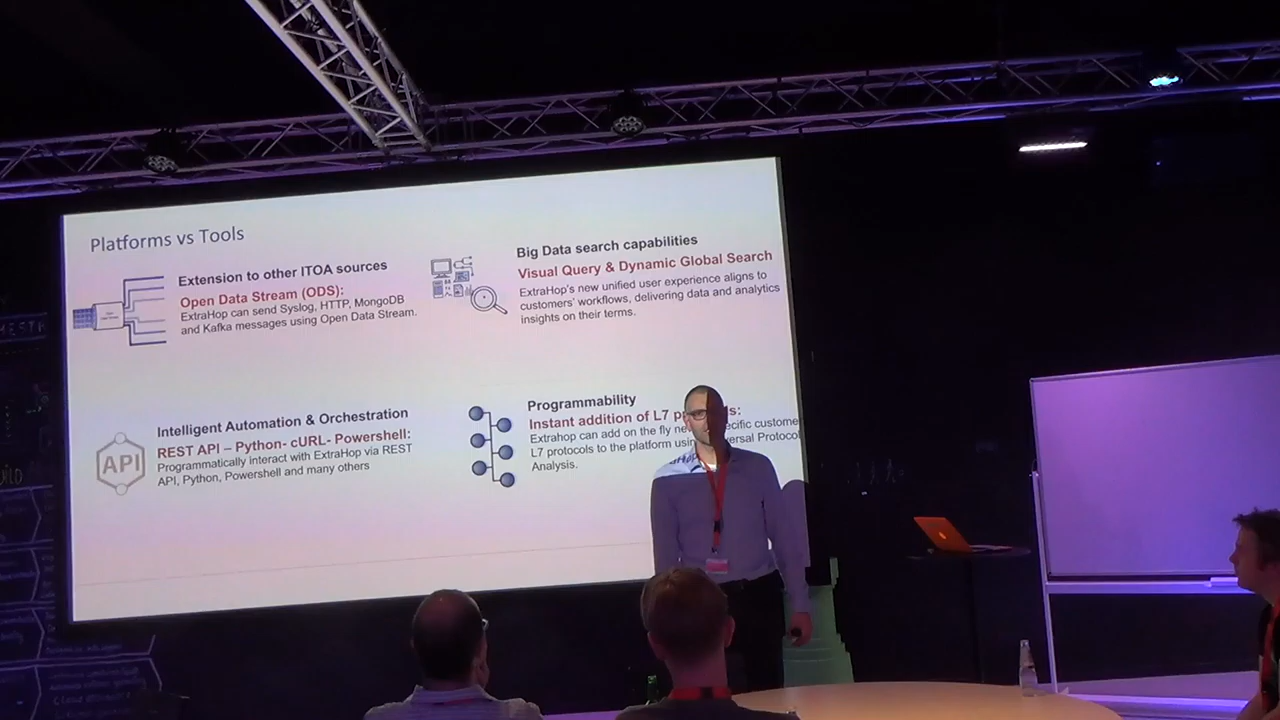 Platforms vs Tools
Extension to other ITOA sources
Open Data Stream (ODS):
ExtraHop can send Syslog, HTTP, MongoDB
and Kafka messages using Open Data Stream.
Big Data search capabilities
Visual Query & Dynamic Global Search
ExtraHop's new unified user experience aligns to
customers' workflows, delivering data and analytics
insights on their terms.
API
Intelligent Automation & Orchestration
REST API – Python- cURL- Powershell:
Programmatically interact with ExtraHop via REST
API, Python, Powershell and many others
Programmability
Instant addition of L7
Extrahop can add on the fly
L7 protocols to the platform Protocol
Analysis.